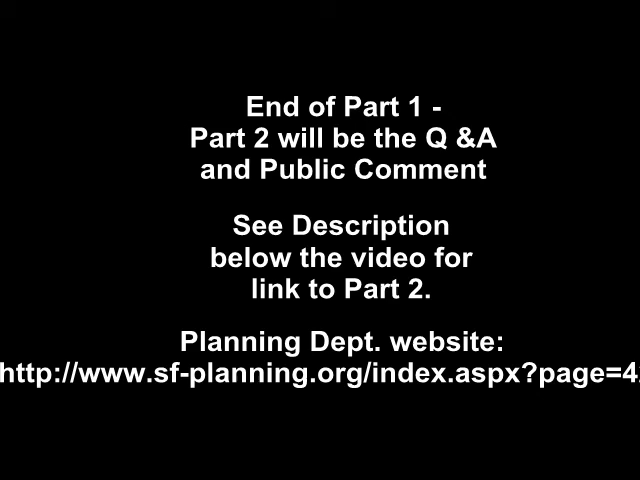 End of Part 1 -
Part 2 will be the Q &A
and Public Comment
See Description
below the video for
link to Part 2.
Planning Dept. website:
http://www.sf-planning.org/index.aspx?page=4